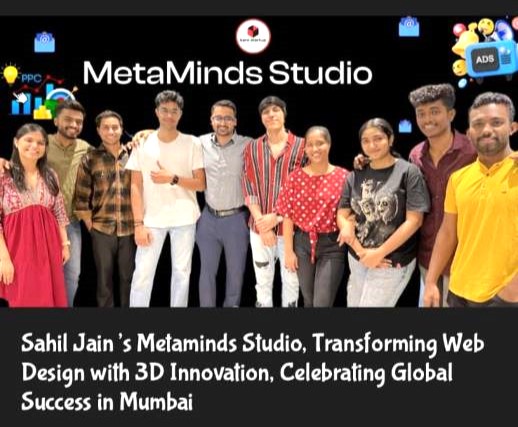 MetaMinds Studio
PPC
ADS
Sahil Jain's Metaminds Studio, Transforming Web
Design with 3D Innovation, Celebrating Global
Success in Mumbai